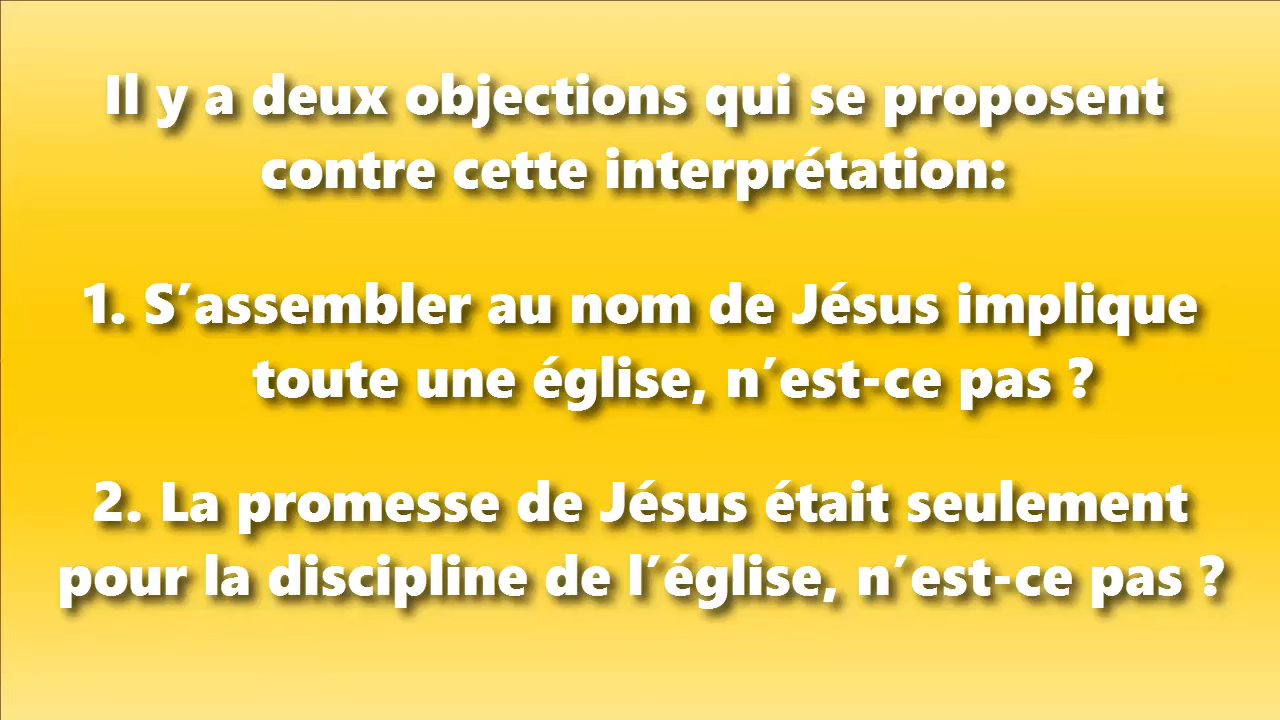 Il y a deux objections qui se proposent
contre cette interprétation:
1. S′assembler au nom de Jésus implique
toute une église, n′est-ce pas ?
2. La promesse de Jésus était seulement
pour la discipline de l′église, n′est-ce pas ?